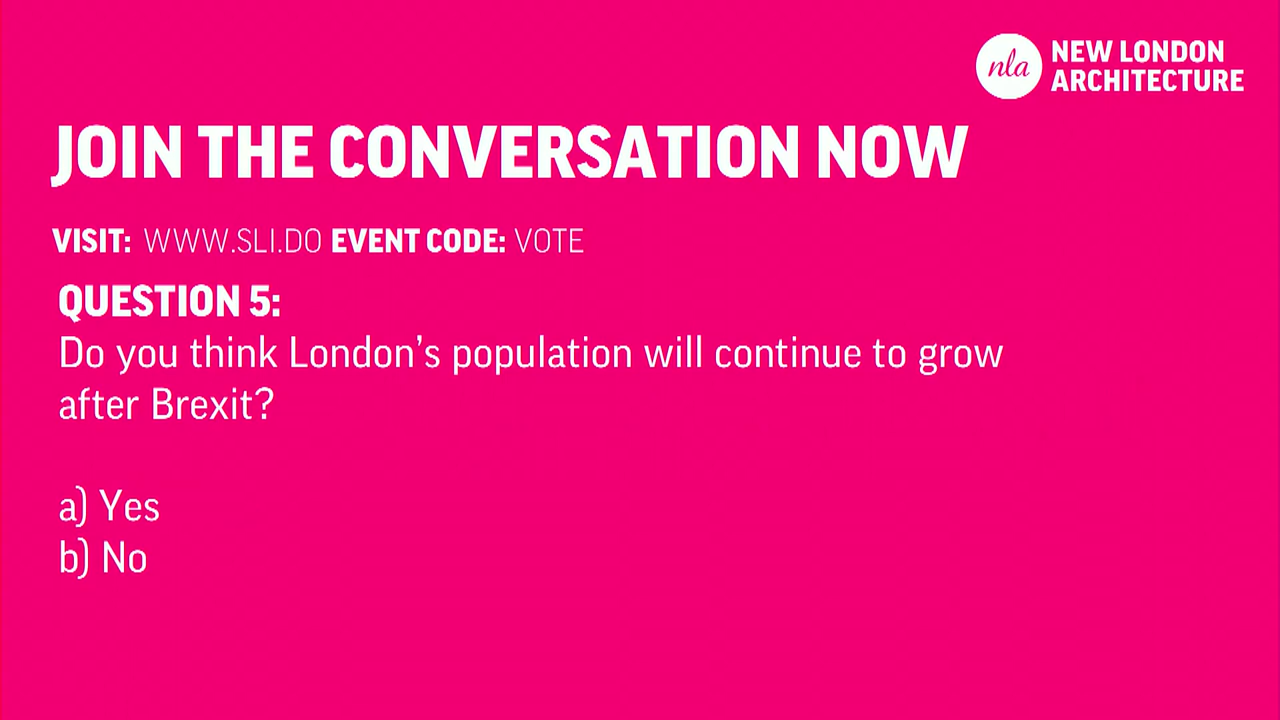 nla NEW LONDON
ARCHITECTURE
JOIN THE CONVERSATION NOW
VISIT: WWW.SLI.DO EVENT CODE: VOTE
QUESTION 5:
Do you think London’s population will continue to grow
after Brexit?
a) Yes
b) No